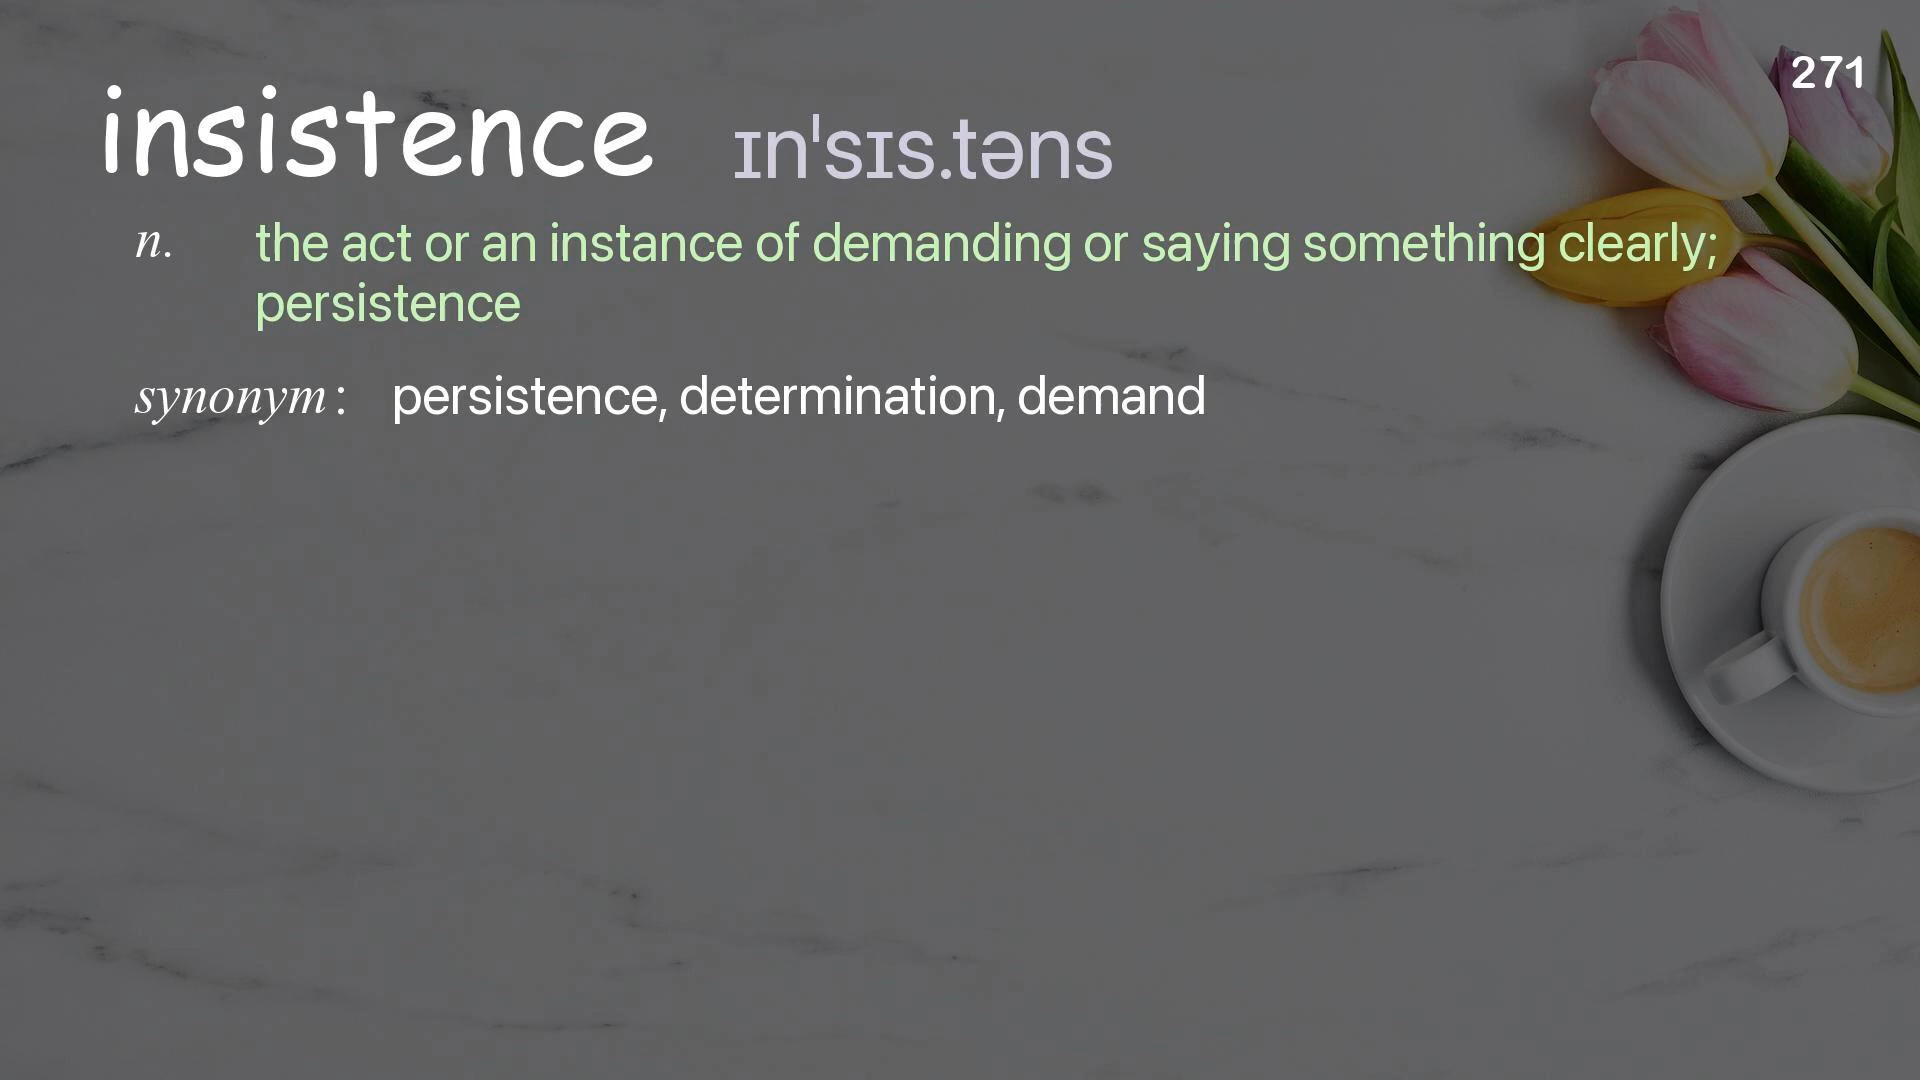 271
insistence ɪnˈsɪs.təns
n. the act or an instance of demanding or saying something clearly;
persistence
synonym : persistence, determination, demand